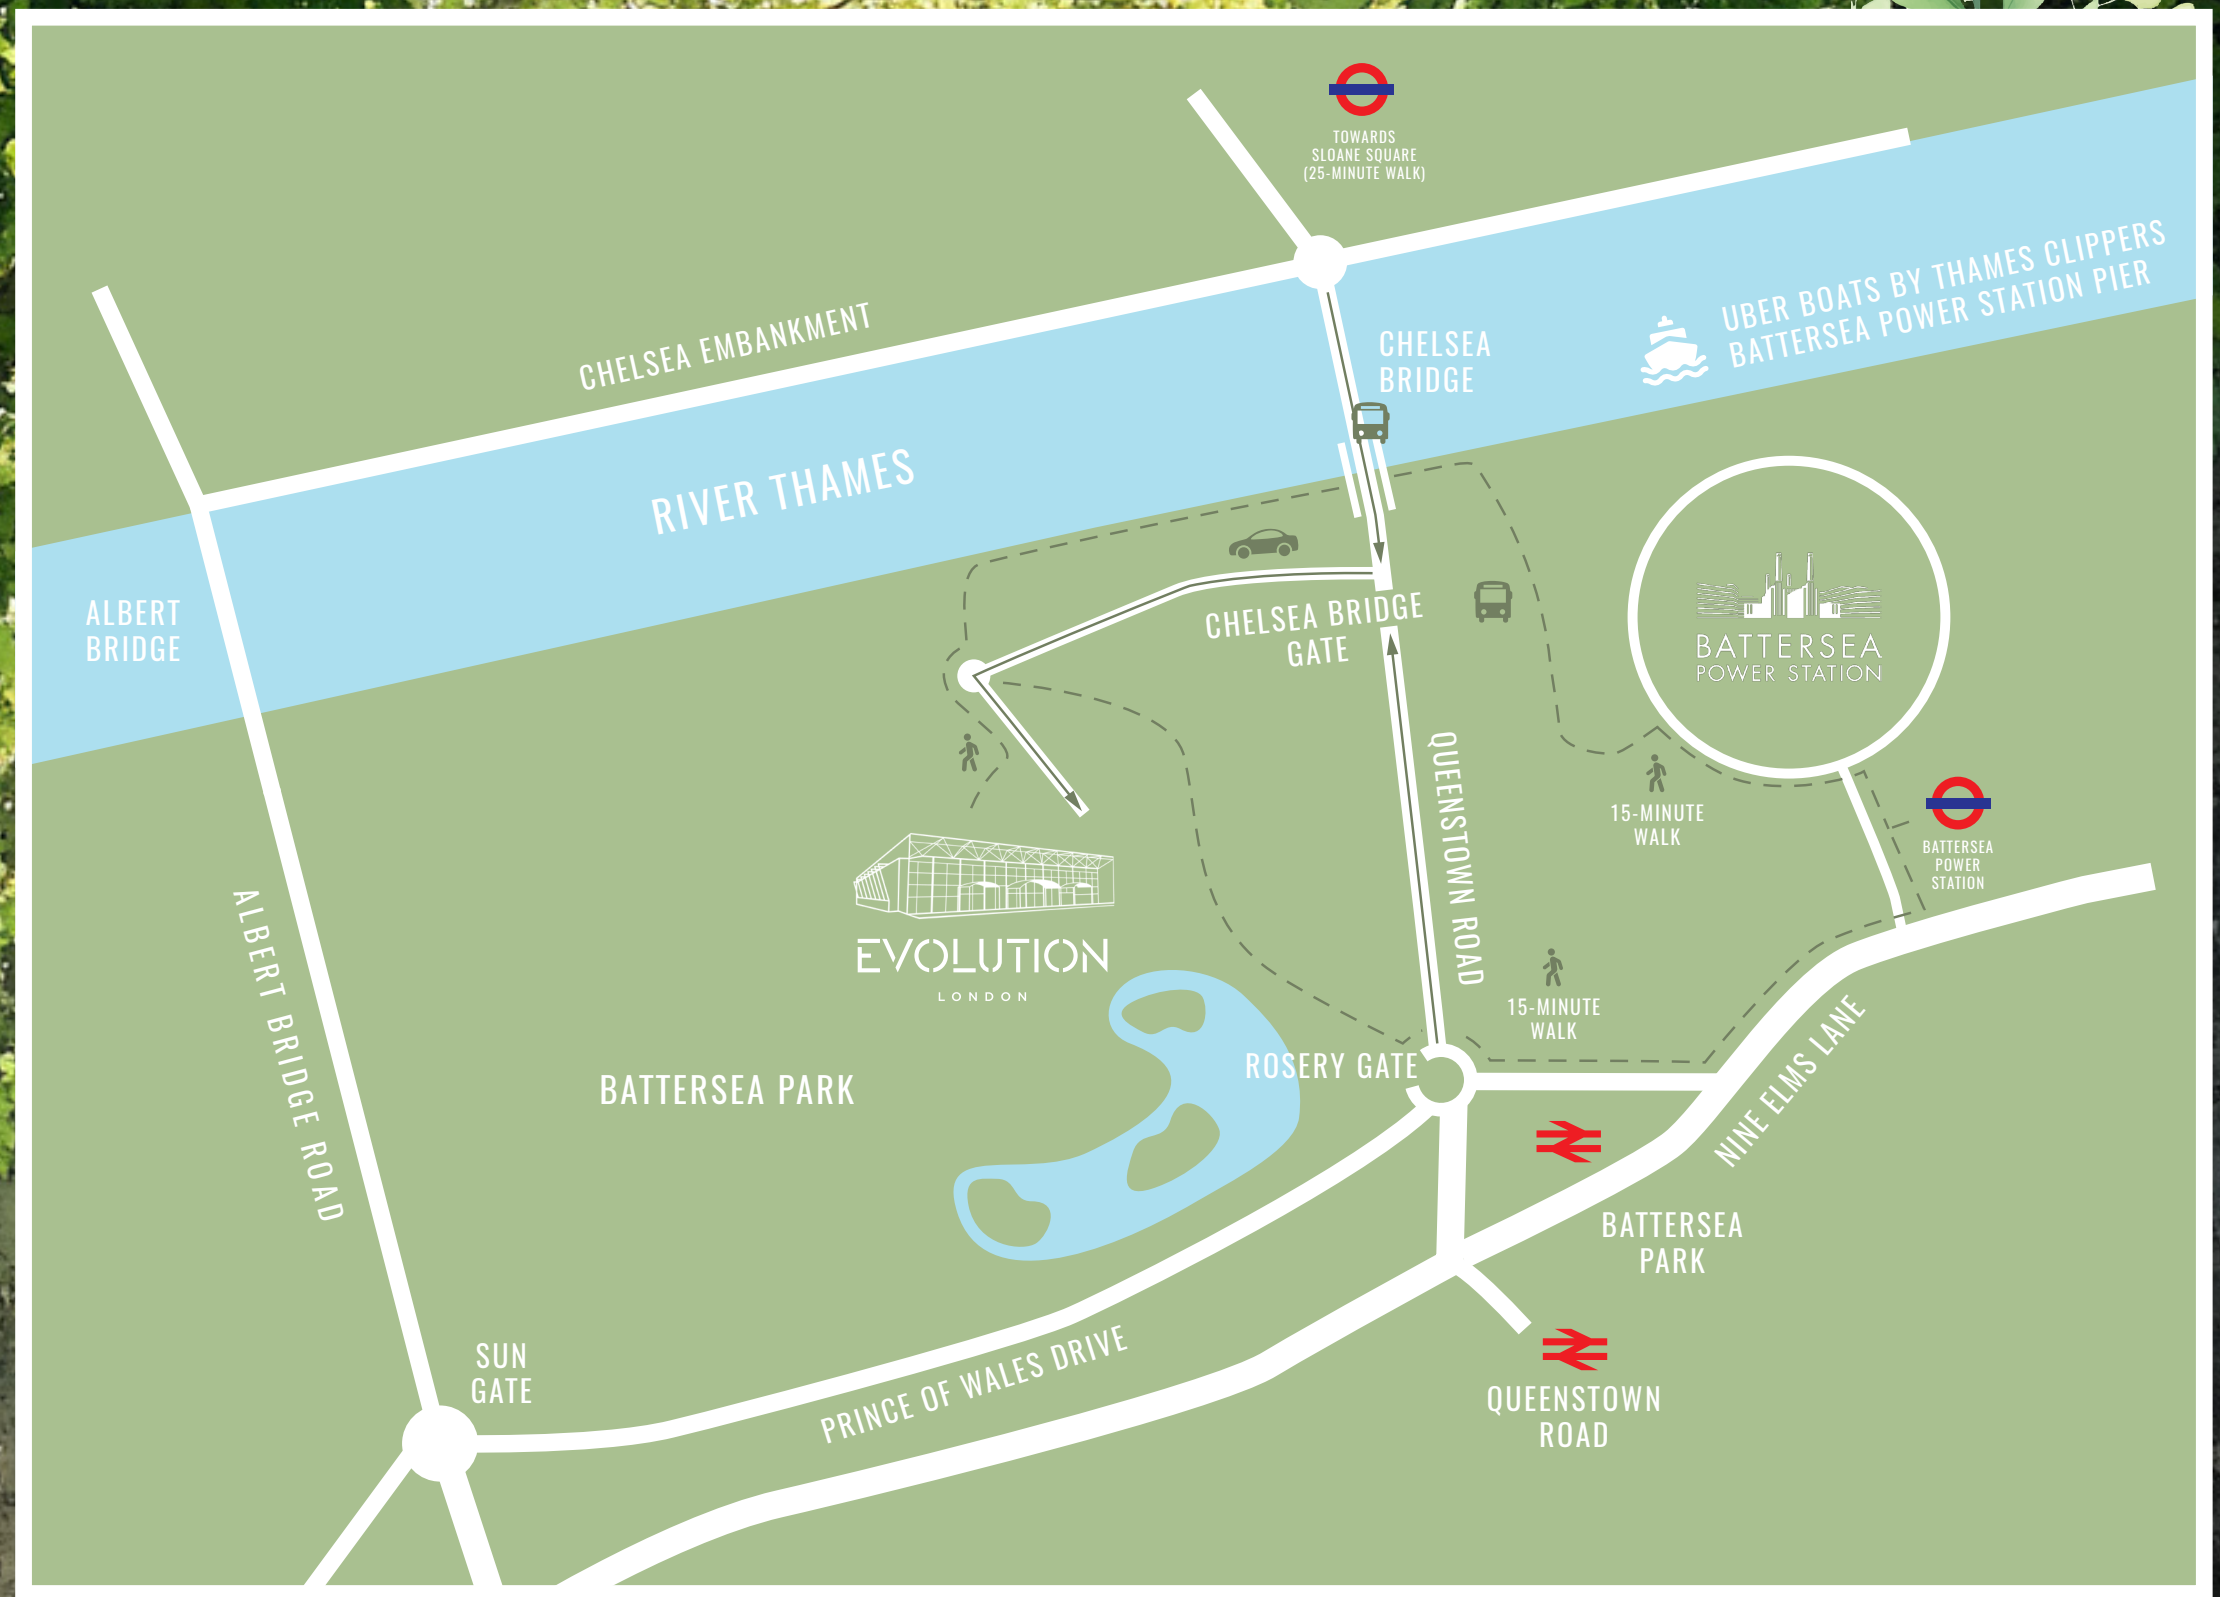 TOWARDS
SLOANE SQUARE
(25-MINUTE WALK)
UBER BOATS BY THAMES CLIPPERS
BATTERSEA POWER STATION PIER
CHELSEA EMBANKMENT
CHELSEA
BRIDGE
RIVER THAMES
ALBERT
BRIDGE
CHELSEA BRIDGE
GATE
BATTERSEA
POWER STATION
QUEENSTOWN ROAD
15-MINUTE
WALK
BATTERSEA
POWER
STATION
ALBERT BRIDGE ROAD
EVOLUTION
LONDON
15-MINUTE
WALK
ROSERY GATE
BATTERSEA PARK
NINE ELMS LANE
BATTERSEA
PARK
SUN
GATE
PRINCE OF WALES DRIVE
QUEENSTOWN
ROAD